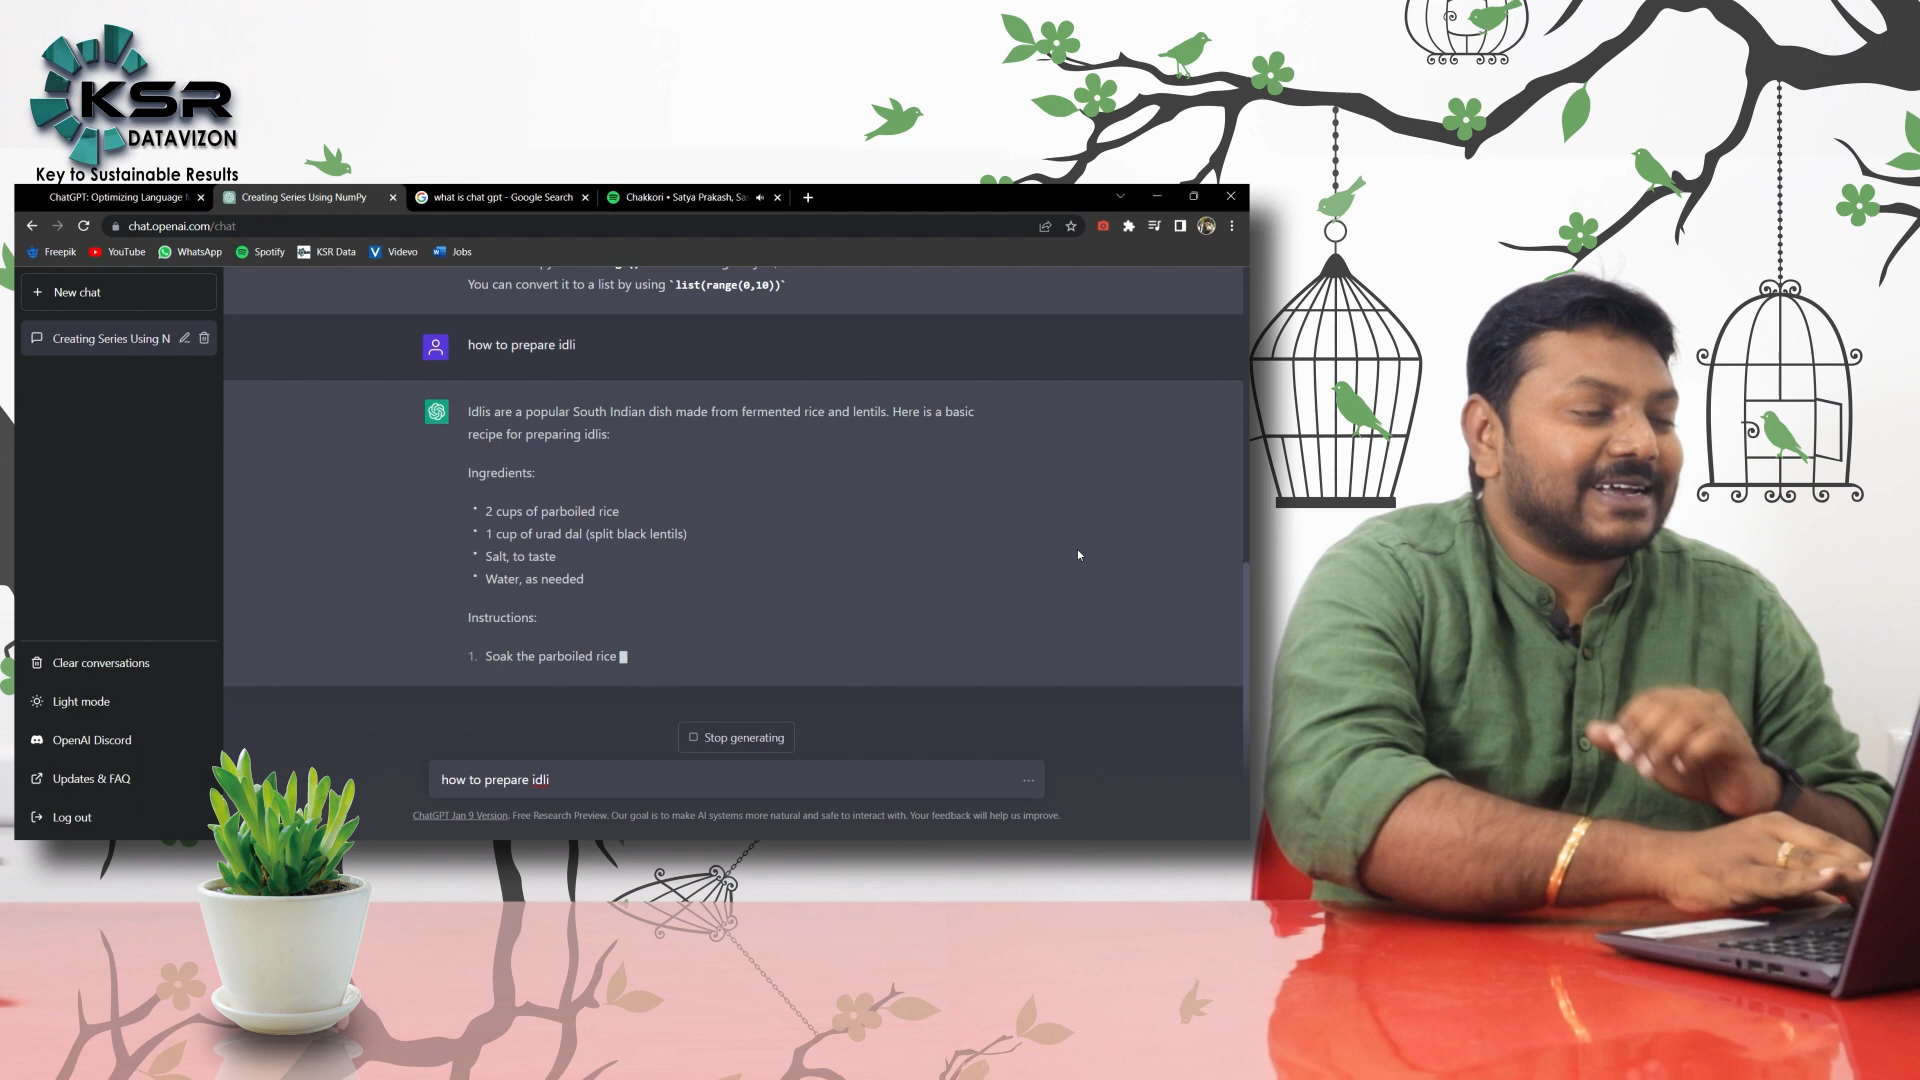 KSR
DATAVIZON
Key to Sustainable Results
ChatGPT: Optimizing Language
Creating Series Using NumPy
what is chat gpt - Google Search
Chakkori • Satya Prakash, Sa
chat.openai.com/chat
Freepik
YouTube
WhatsApp
Spotify
KSR Data
Videvo
Jobs
New chat
Creating Series Using N
You can convert it to a list by using `list(range(0,10))`
how to prepare idli
Idlis are a popular South Indian dish made from fermented rice and lentils. Here is a basic
recipe for preparing idlis:
Ingredients:
• 2 cups of parboiled rice
• 1 cup of urad dal (split black lentils)
• Salt, to taste
• Water, as needed
Instructions:
1. Soak the parboiled rice
Clear conversations
Light mode
OpenAI Discord
Updates & FAQ
Log out
Stop generating
how to prepare idli
ChatGPT Jan 9 Version. Free Research Preview. Our goal is to make AI systems more natural and safe to interact with. Your feedback will help us improve.